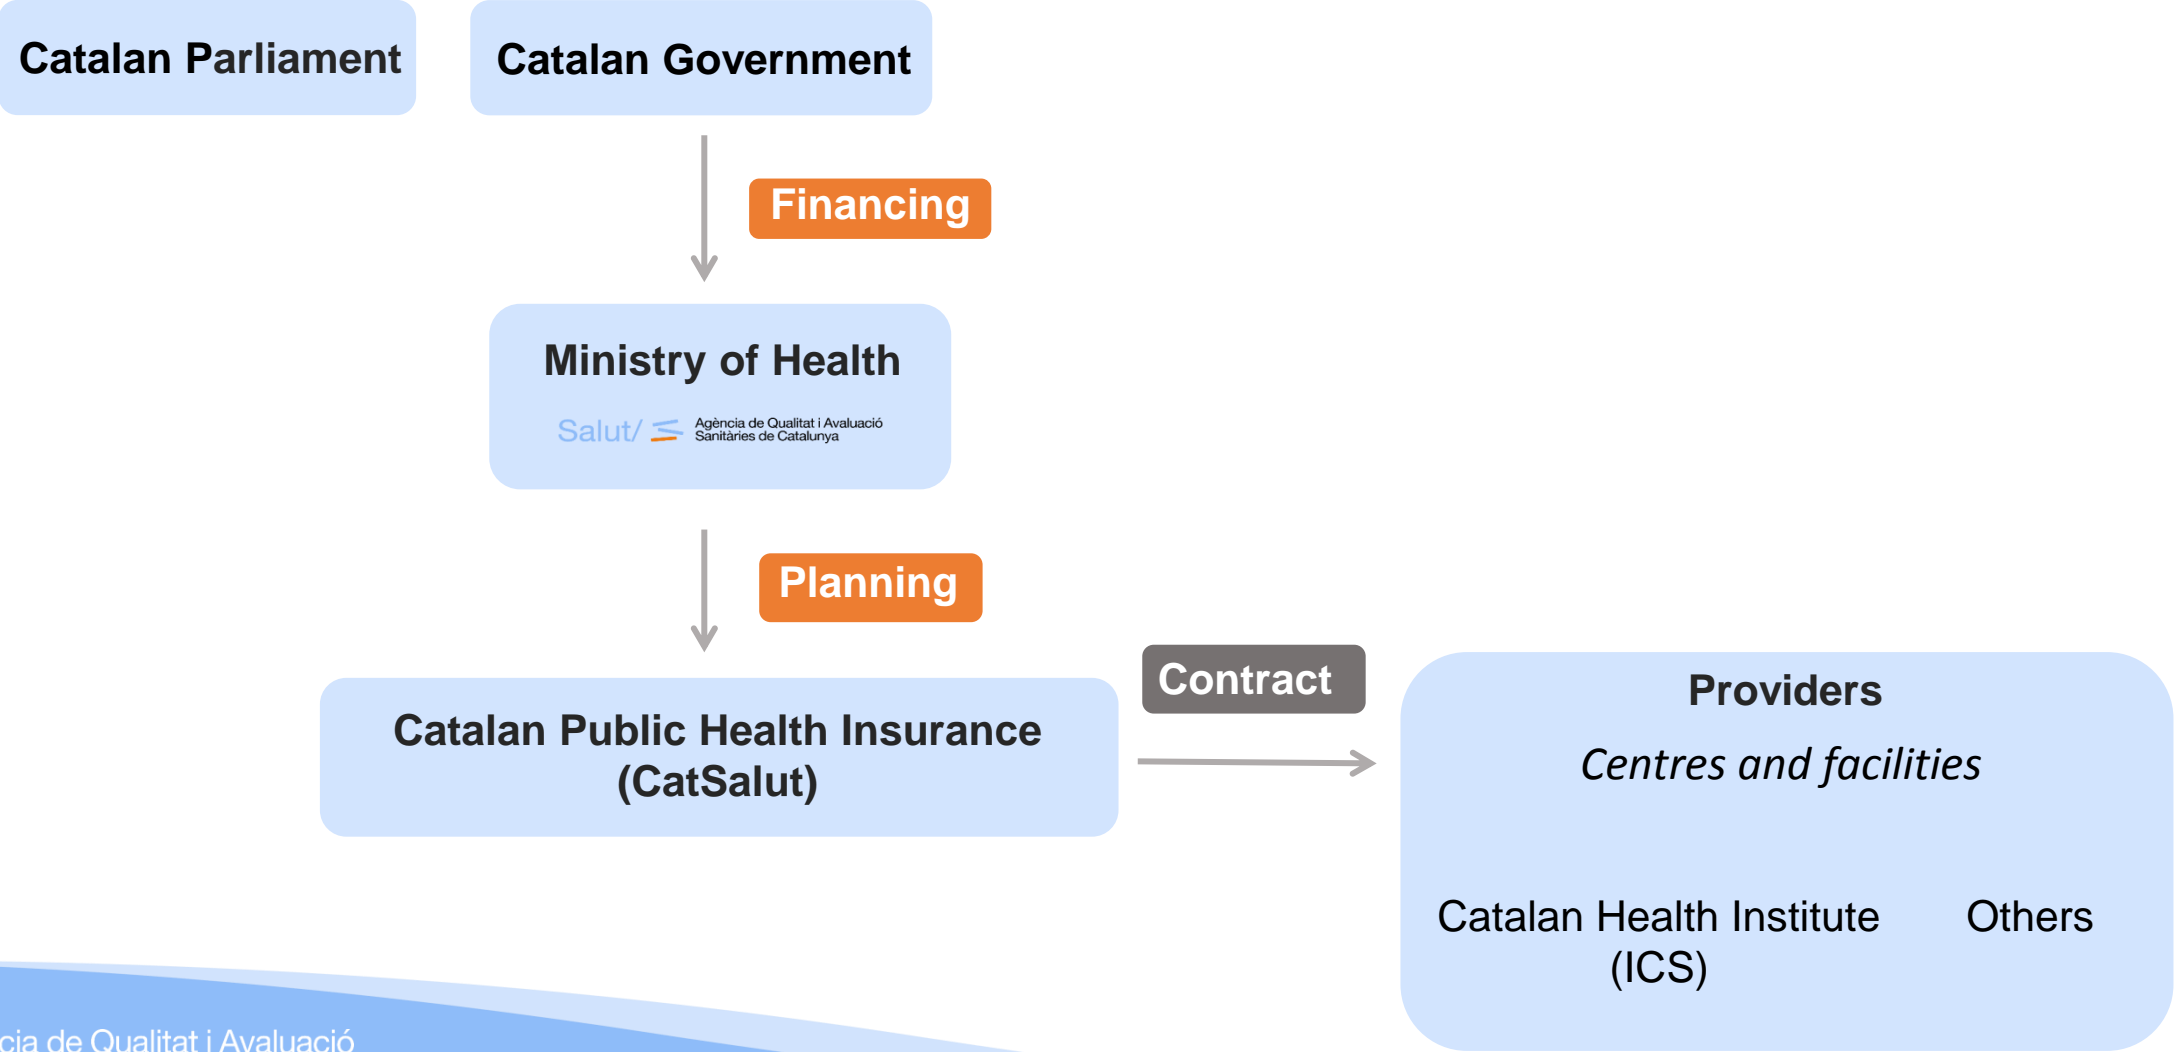 Catalan Parliament
Catalan Government
Financing
Ministry of Health
Salut/
Agència de Qualitat i Avaluació
Sanitàries de Catalunya
Planning
Catalan Public Health Insurance
(CatSalut)
Contract
Providers
Centres and facilities
Catalan Health Institute
(ICS)
Others
de Qualitat i Avaluació